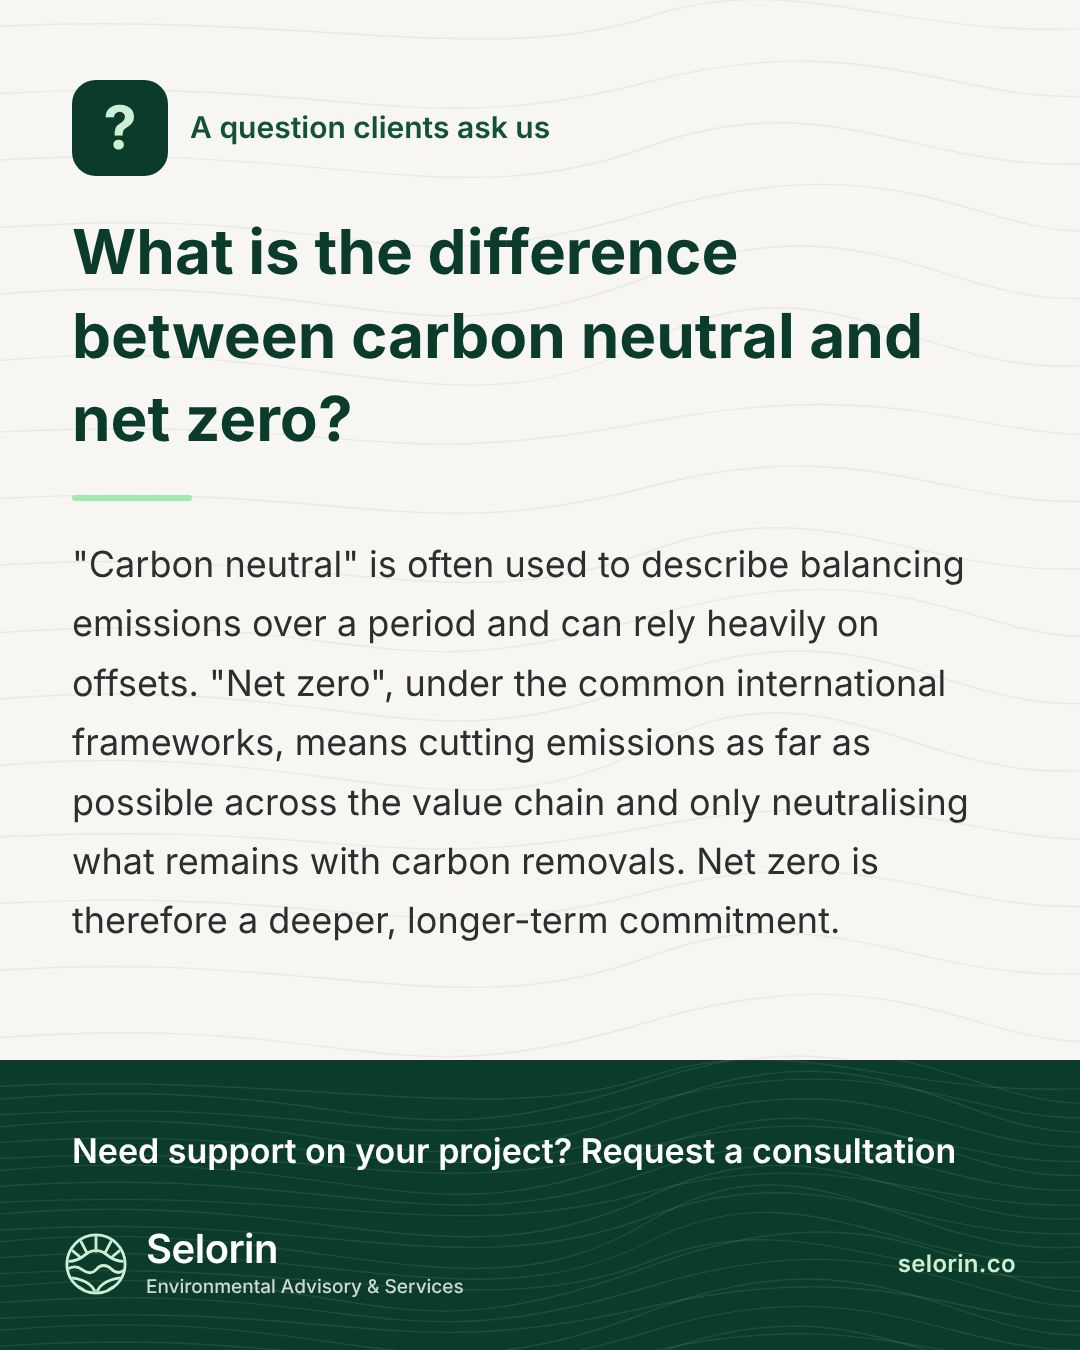 ?
A question clients ask us
What is the difference
between carbon neutral and
net zero?
"Carbon neutral" is often used to describe balancing
emissions over a period and can rely heavily on
offsets. "Net zero", under the common international
frameworks, means cutting emissions as far as
possible across the value chain and only neutralising
what remains with carbon removals. Net zero is
therefore a deeper, longer-term commitment.
Need support on your project? Request a consultation
Selorin
Environmental Advisory & Services
selorin.co